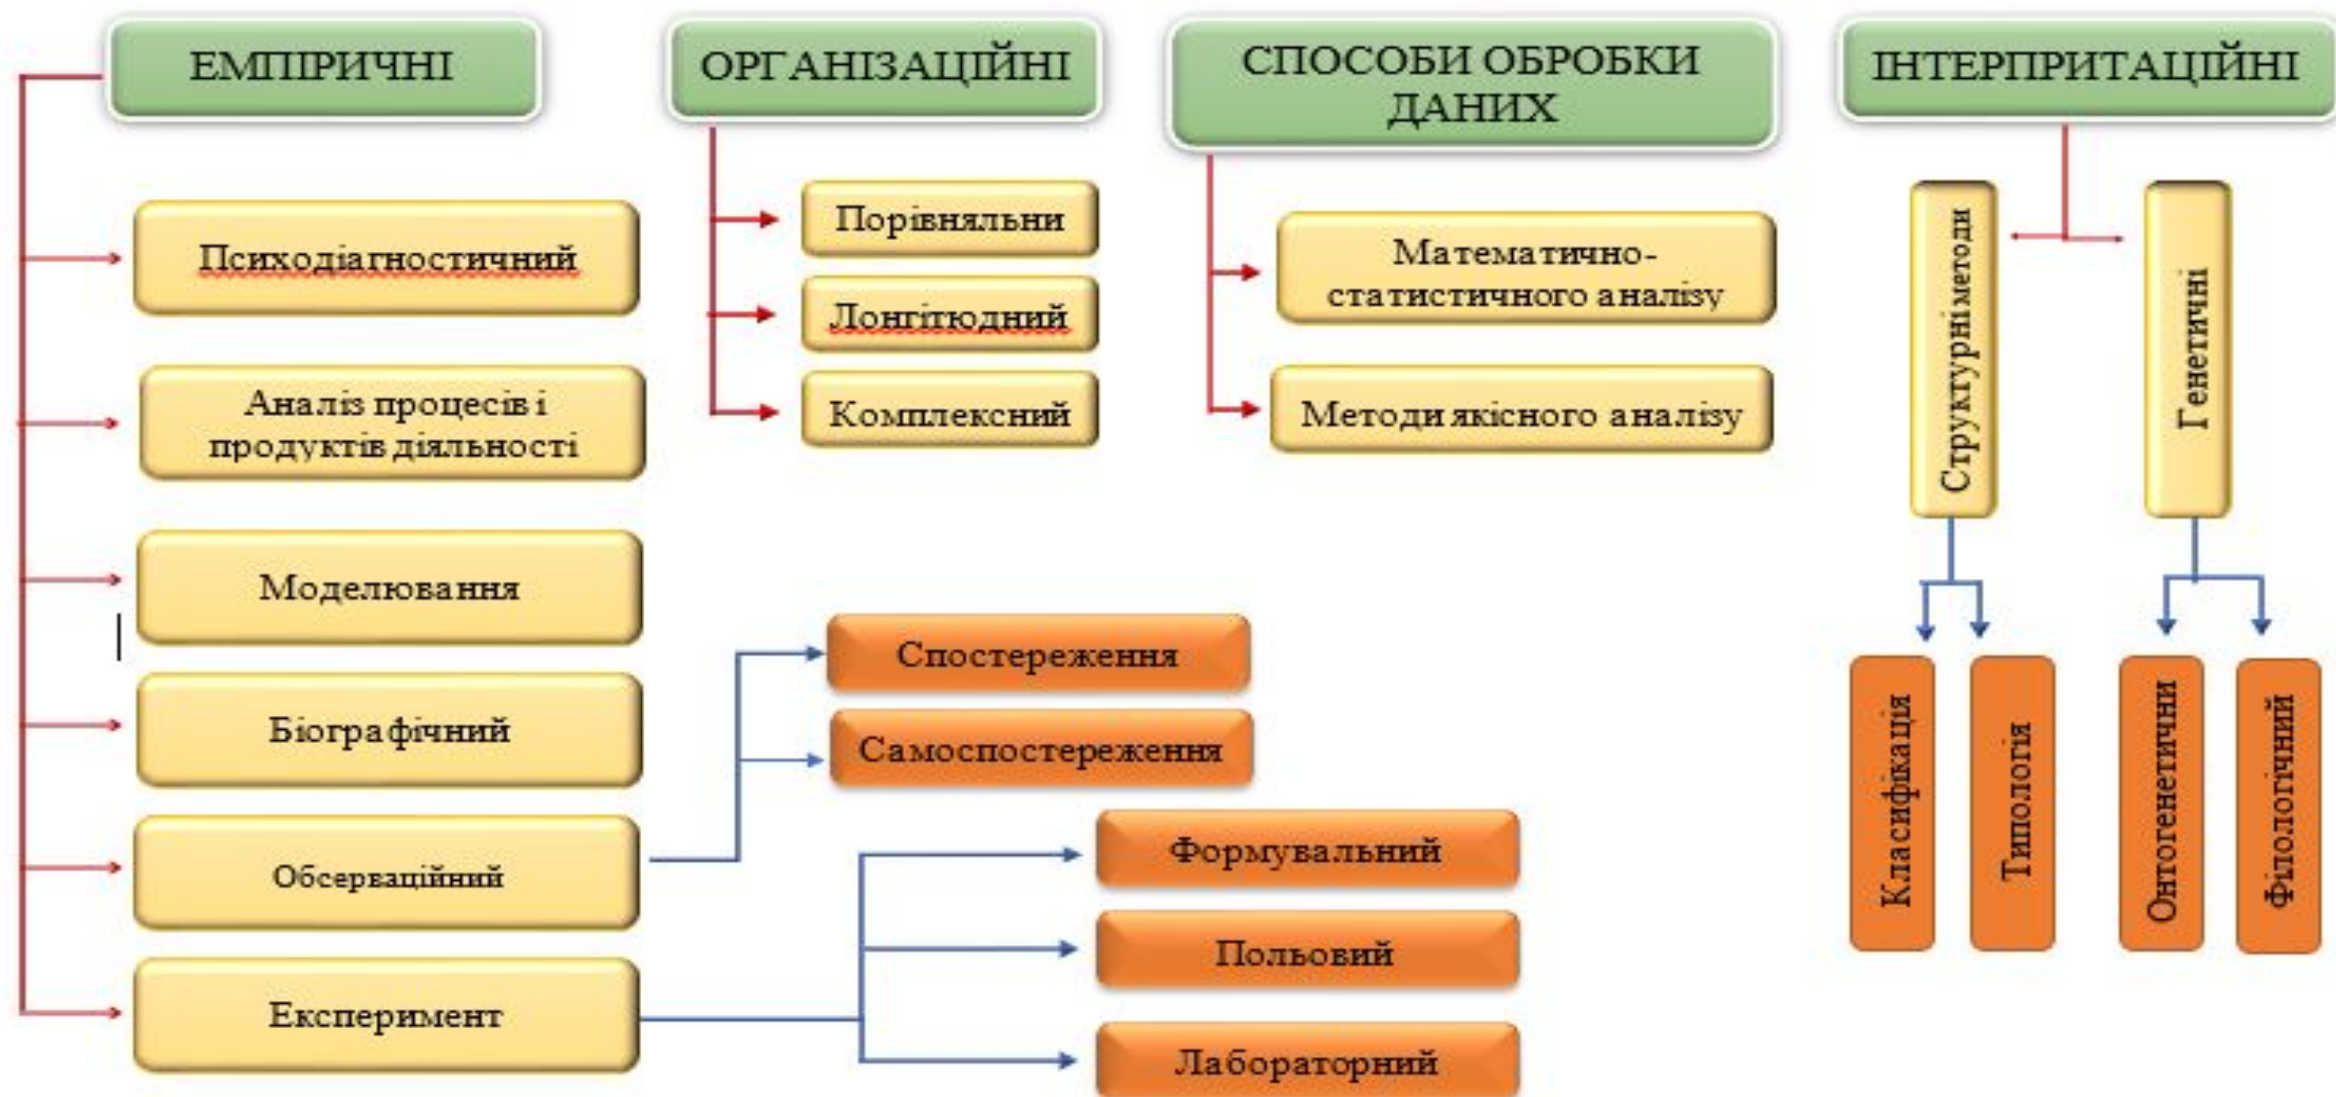 ЕМПІРИЧНІ
Психодіагностичний
Аналіз процесів і
продуктів діяльності
Моделювання
Біографічний
Обсерваційний
Експеримент
Спостереження
Самоспостереження
Формувальний
Польовий
Лабораторний
ОРГАНІЗАЦІЙНІ
Порівняльни
Лонгітюдний
Комплексний
СПОСОБИ ОБРОБКИ
ДАНИХ
Математично-
статистичного аналізу
Методи якісного аналізу
ІНТЕРПРИТАЦІЙНІ
Структурні методи
Генетичні
Класифікація
Типологія
Онтогенетични
Філологічний